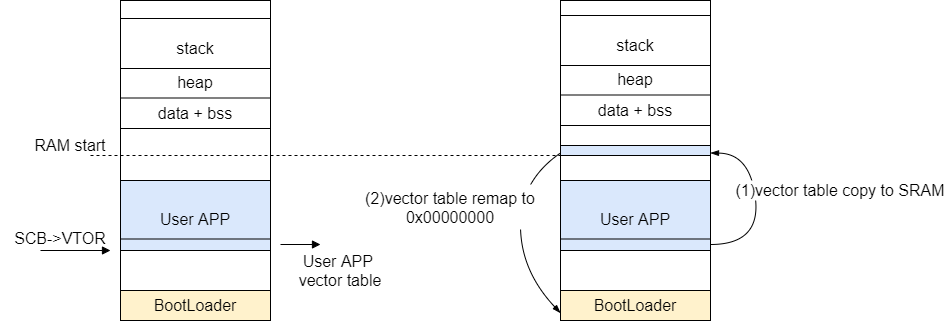 stack
heap
data + bss
RAM start
User APP
SCB->VTOR
User APP
vector table
BootLoader
stack
heap
data + bss
(1)vector table copy to SRAM
(2)vector table remap to
0x00000000
User APP
BootLoader